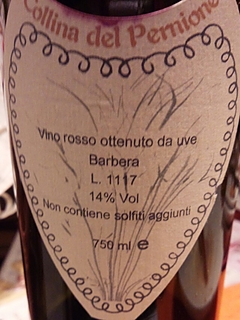 Collina del Pernione
Vino rosso ottenuto da uve
Barbera
L. 1117
14% Vol
Non contiene solfiti aggiunti
750 ml ℮